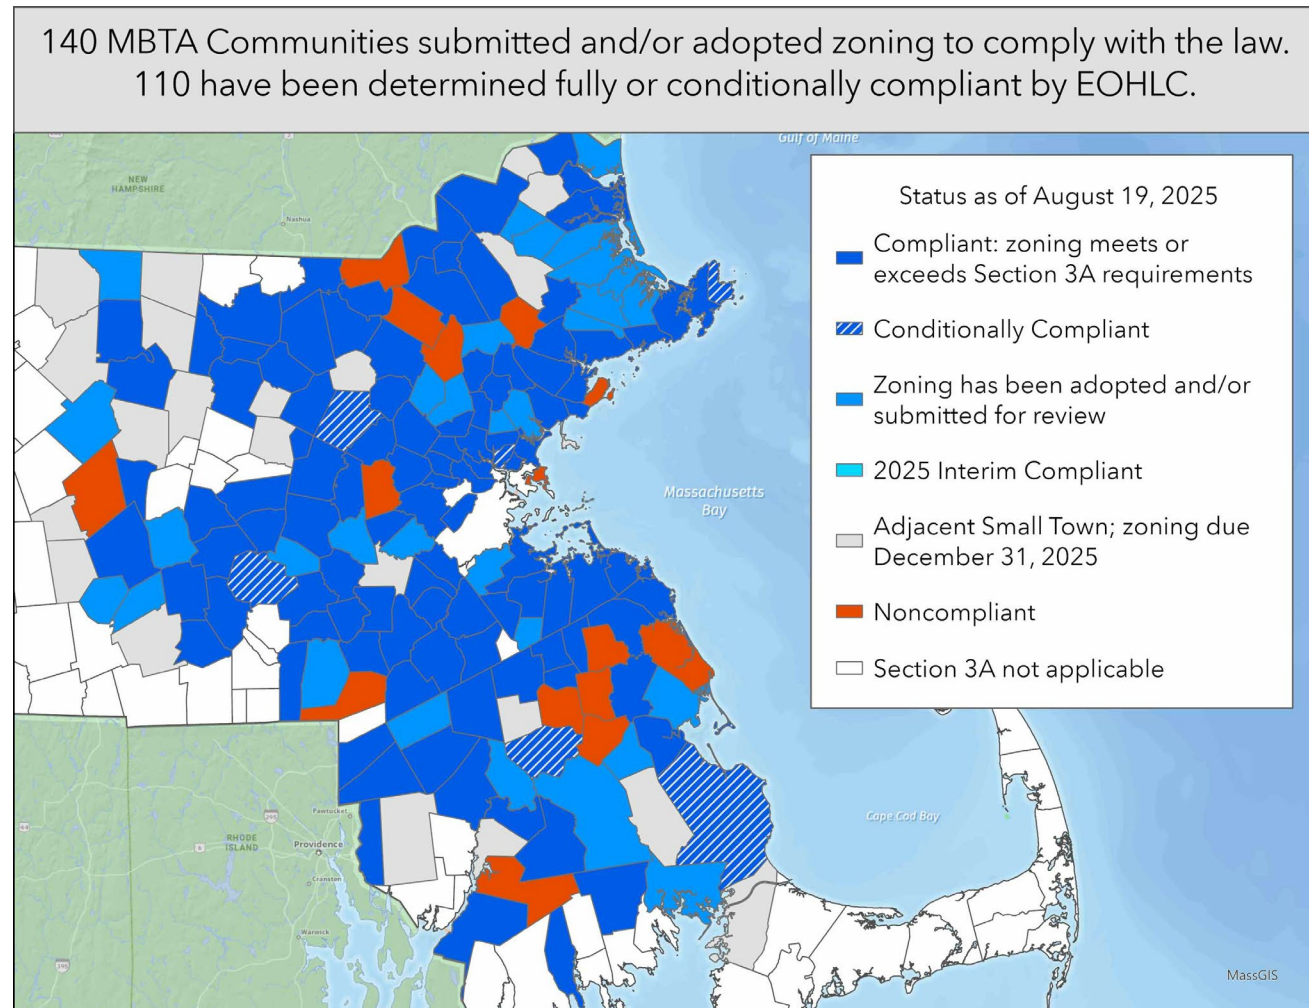 140 MBTA Communities submitted and/or adopted zoning to comply with the law.
110 have been determined fully or conditionally compliant by EOHLC.
Gulf of Maine
Status as of August 19, 2025
Compliant: zoning meets or
exceeds Section 3A requirements
Conditionally Compliant
Zoning has been adopted and/or
submitted for review
2025 Interim Compliant
Adjacent Small Town; zoning due
December 31, 2025
Noncompliant
Section 3A not applicable
NEW
HAMPSHIRE
Nashua
Massachusetts
Bay
Cape Cod Bay
Pawtucket
295
44
RHODE
ISLAND
6
Providence
Cranston
Warwick
395
MassGIS